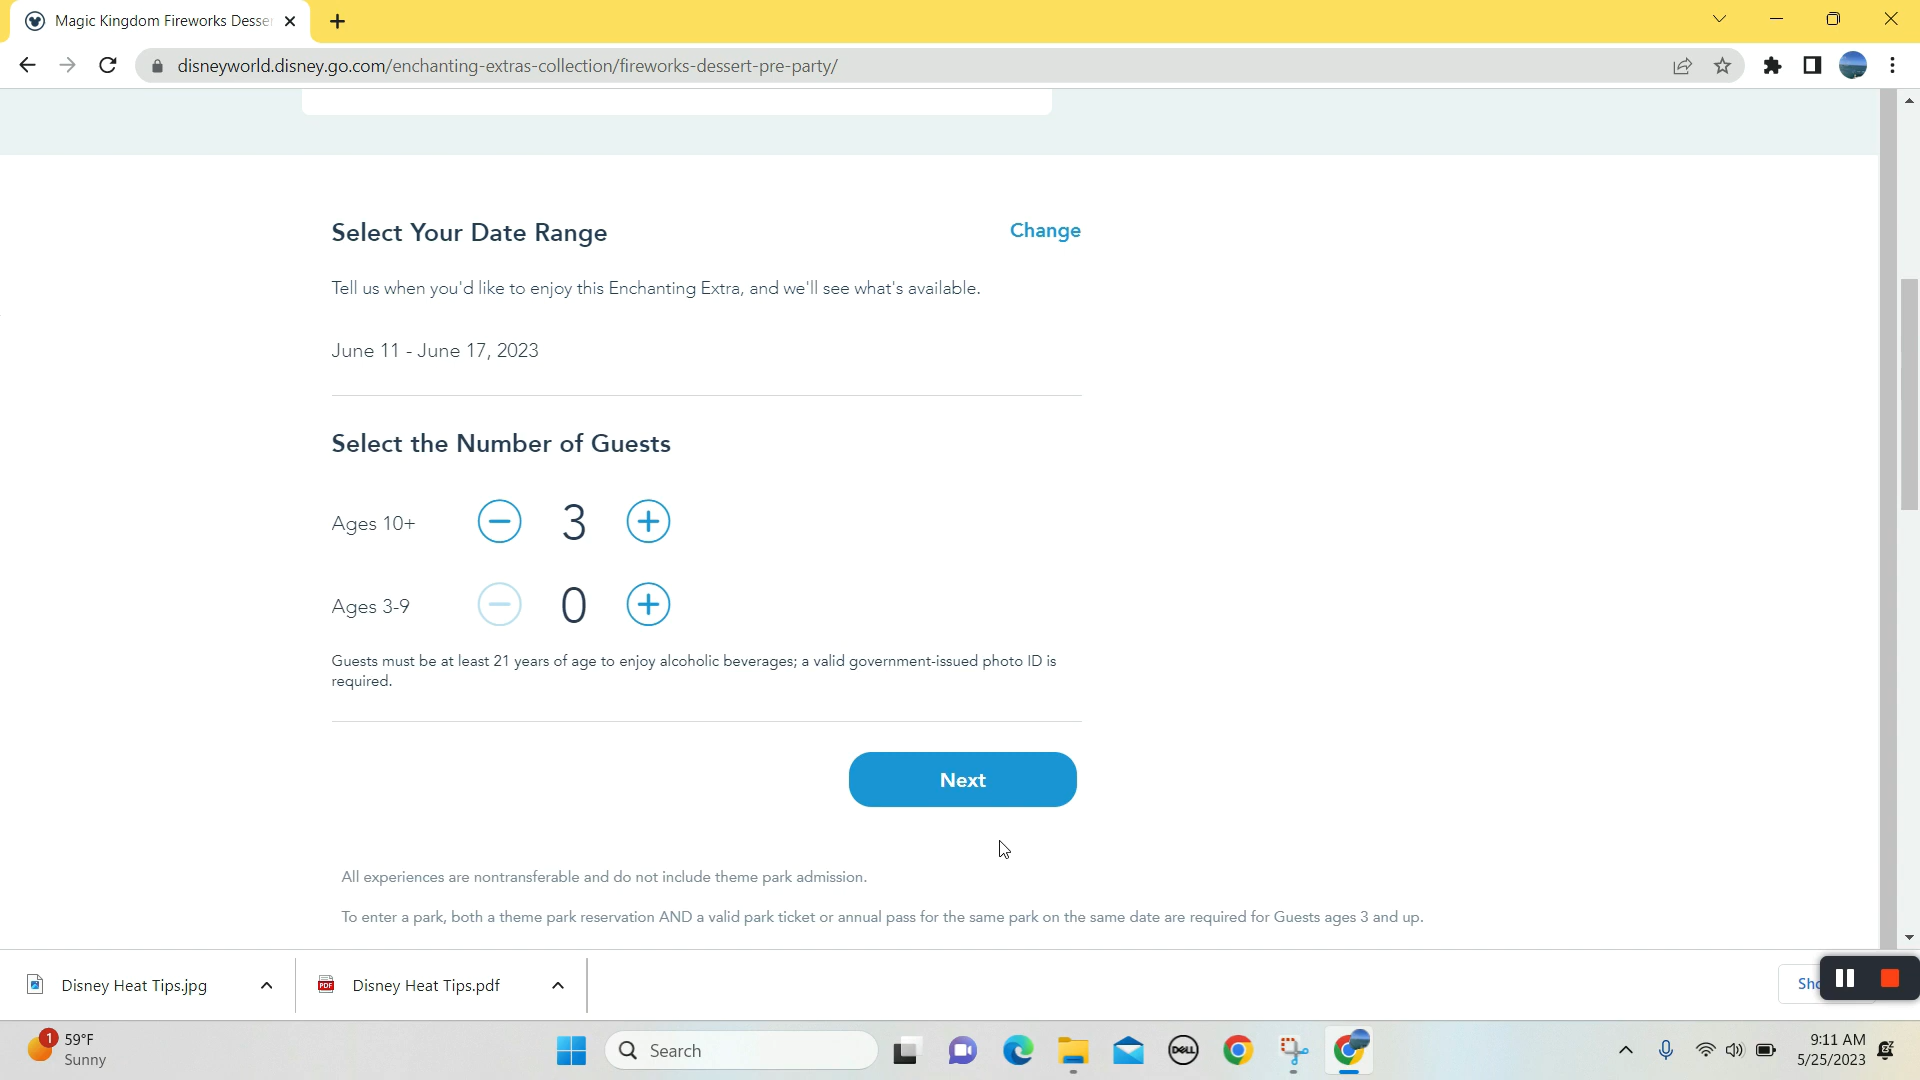 Magic Kingdom Fireworks Desse
disneyworld.disney.go.com/enchanting-extras-collection/fireworks-dessert-pre-party/
Select Your Date Range
Change
Tell us when you'd like to enjoy this Enchanting Extra, and we'll see what's available.
June 11 - June 17, 2023
Select the Number of Guests
Ages 10+ 3
Ages 3-9 0
Guests must be at least 21 years of age to enjoy alcoholic beverages; a valid government-issued photo ID is
required.
Next
All experiences are nontransferable and do not include theme park admission.
To enter a park, both a theme park reservation AND a valid park ticket or annual pass for the same park on the same date are required for Guests ages 3 and up.
Disney Heat Tips.jpg
PDF
Disney Heat Tips.pdf
Sho
1
59°F
Sunny
Search
DELL
9:11 AM
5/25/2023